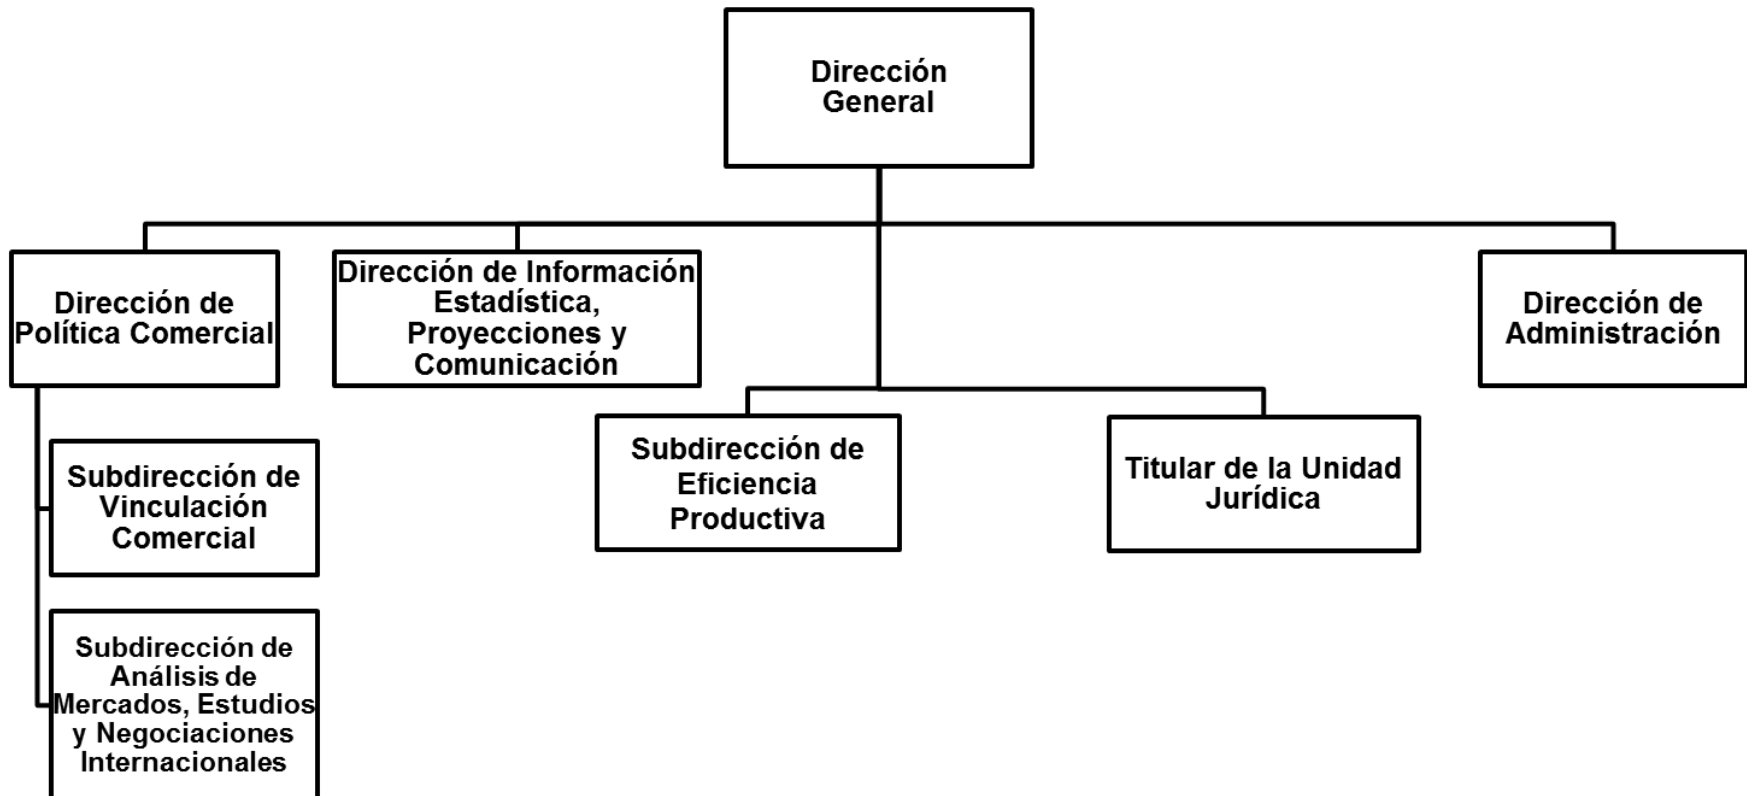 Dirección
General
Dirección de
Política Comercial
Dirección de Información
Estadística,
Proyecciones y
Comunicación
Dirección de
Administración
Subdirección de
Eficiencia
Productiva
Titular de la Unidad
Jurídica
Subdirección de
Vinculación
Comercial
Subdirección de
Análisis de
Mercados, Estudios
y Negociaciones
Internacionales